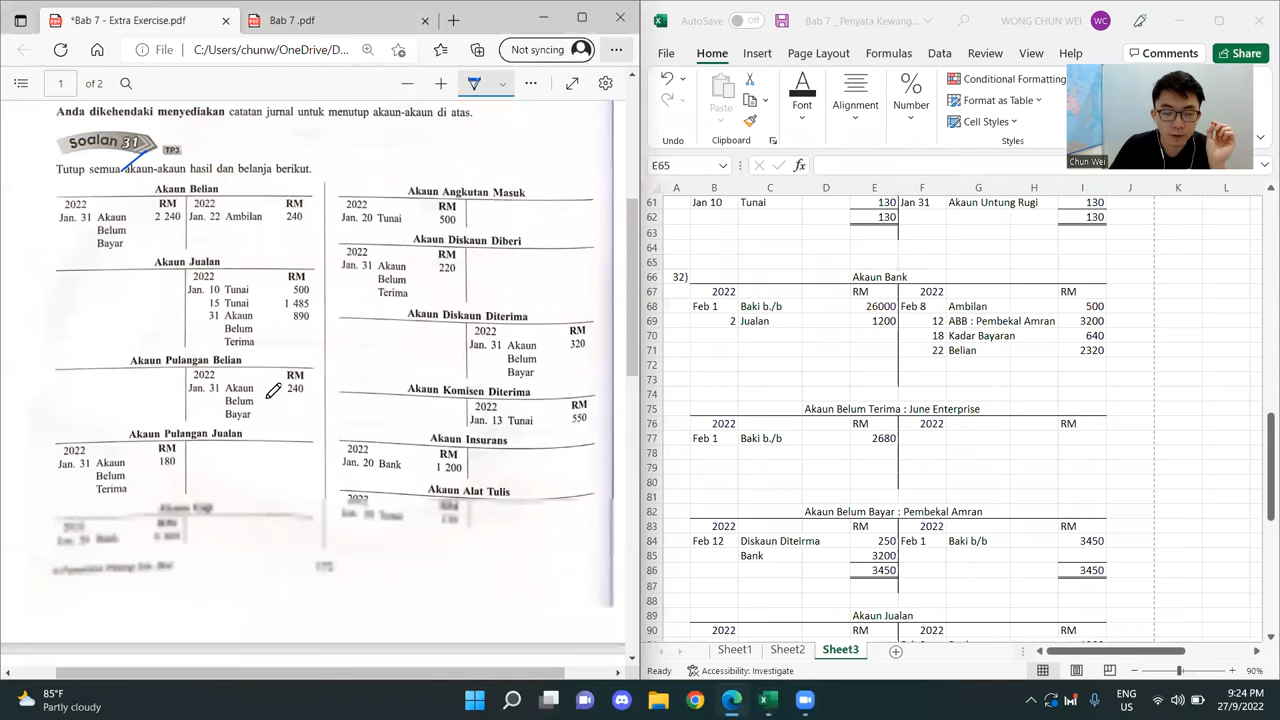 *Bab 7 - Extra Exercise.pdf
Bab 7 .pdf
File
C:/Users/chunw/OneDrive/D...
Not syncing
1 of 2
Anda dikehendaki menyediakan catatan jurnal untuk menutup akaun-akaun di atas.
Soalan 31
TP3
Tutup semua akaun-akaun hasil dan belanja berikut.
Akaun Belian
2022 RM 2022 RM
Jan. 31 Akaun 2 240 Jan. 22 Ambilan 240
Belum
Bayar
Akaun Jualan
2022 RM
Jan. 10 Tunai 500
15 Tunai 1 485
31 Akaun 890
Belum
Terima
Akaun Pulangan Belian
2022 RM
Jan. 31 Akaun 240
Belum
Bayar
Akaun Pulangan Jualan
2022 RM
Jan. 31 Akaun 180
Belum
Terima
Akaun Angkutan Masuk
2022 RM
Jan. 20 Tunai 500
Akaun Diskaun Diberi
2022 RM
Jan. 31 Akaun 220
Belum
Terima
Akaun Diskaun Diterima
2022 RM
Jan. 31 Akaun 320
Belum
Bayar
Akaun Komisen Diterima
2022 RM
Jan. 13 Tunai 550
Akaun Insurans
2022 RM
Jan. 20 Bank 1 200
Akaun Alat Tulis
AutoSave Off Bab 7 _ Penyata Kewang... WONG CHUN WEI WC
File Home Insert Page Layout Formulas Data Review View Help Comments Share
Paste Font Alignment Number
Conditional Formatting
Format as Table
Cell Styles
Undo Clipboard Styles
Chun Wei
E65 fx
A B C D E F G H I J K L
61 Jan 10 Tunai 130 Jan 31 Akaun Untung Rugi 130
62 130 130
63
64
65
66 32) Akaun Bank
67 2022 RM 2022 RM
68 Feb 1 Baki b./b 26000 Feb 8 Ambilan 500
69 2 Jualan 1200 12 ABB : Pembekal Amran 3200
70 18 Kadar Bayaran 640
71 22 Belian 2320
72
73
75 Akaun Belum Terima : June Enterprise
76 2022 RM 2022 RM
77 Feb 1 Baki b./b 2680
78
79
80
81
82 Akaun Belum Bayar : Pembekal Amran
83 2022 2022 RM
84 Feb 12 Diskaun Diteirma 250 Feb 1 Baki b/b 3450
85 Bank 3200
86 3450 3450
87
88
89 Akaun Jualan
90 2022 RM 2022 RM
Sheet1 Sheet2 Sheet3
Ready Accessibility: Investigate 90%
85°F
Partly cloudy
ENG
US
9:24 PM
27/9/2022